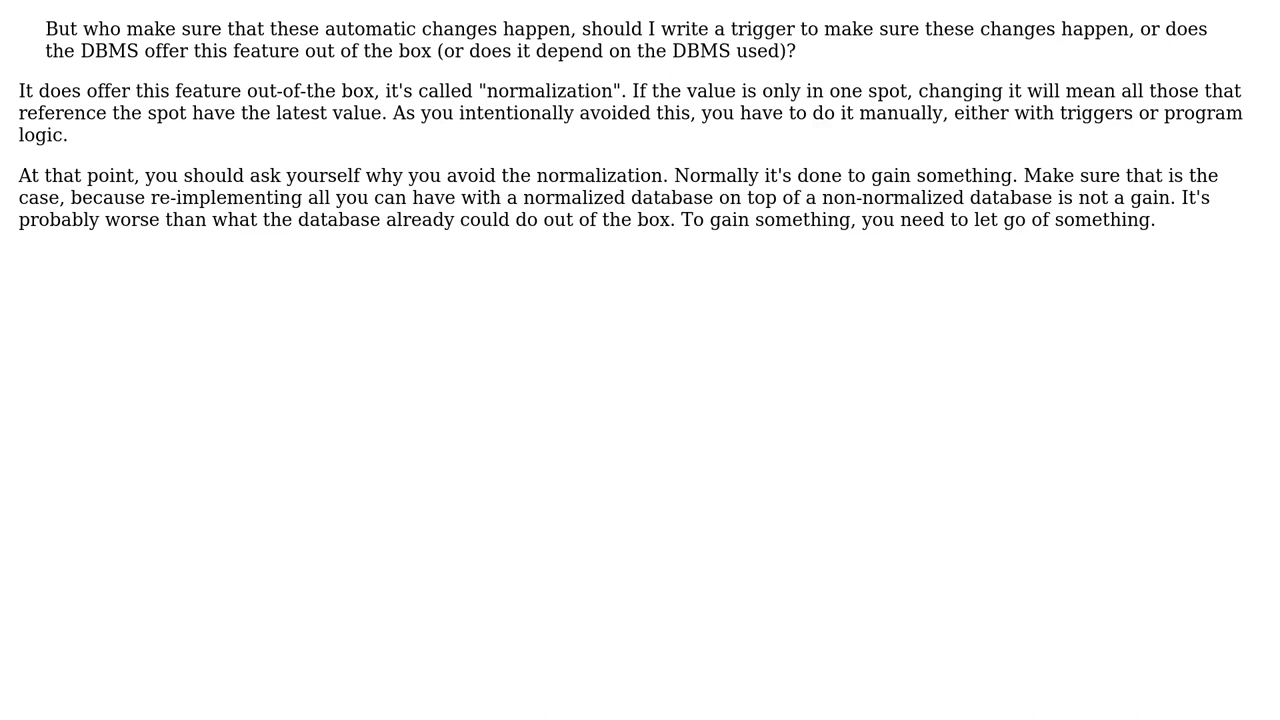 But who make sure that these automatic changes happen, should I write a trigger to make sure these changes happen, or does
the DBMS offer this feature out of the box (or does it depend on the DBMS used)?
It does offer this feature out-of-the box, it's called "normalization". If the value is only in one spot, changing it will mean all those that
reference the spot have the latest value. As you intentionally avoided this, you have to do it manually, either with triggers or program
logic.
At that point, you should ask yourself why you avoid the normalization. Normally it's done to gain something. Make sure that is the
case, because re-implementing all you can have with a normalized database on top of a non-normalized database is not a gain. It's
probably worse than what the database already could do out of the box. To gain something, you need to let go of something.